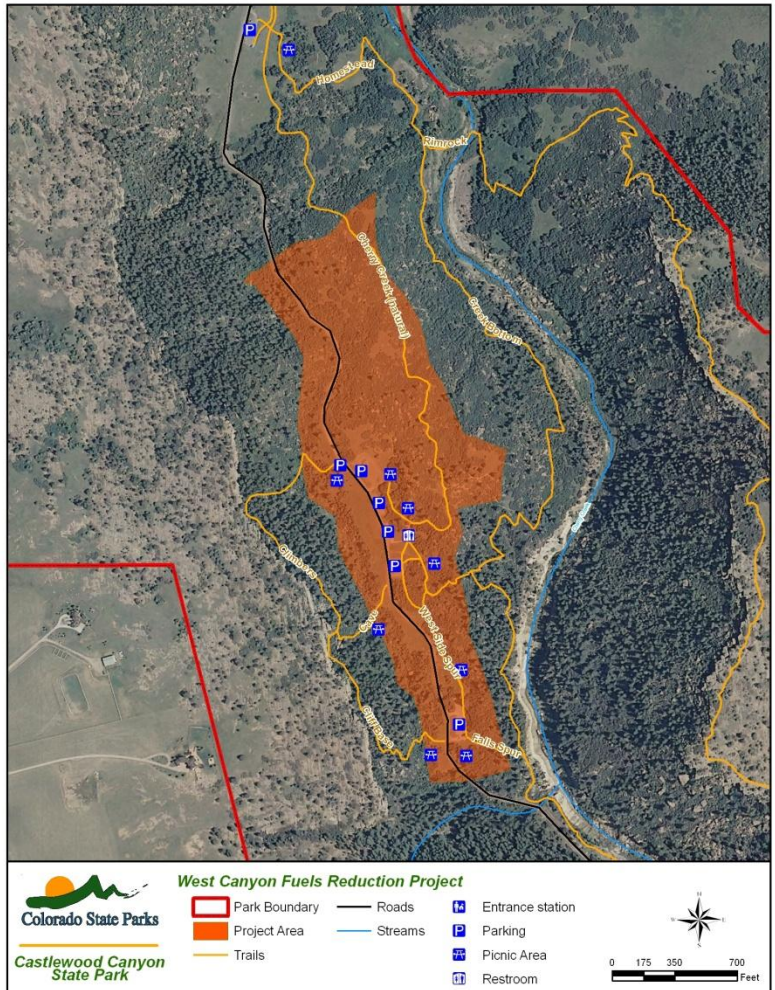 P
Homestead
Rimrock
Cherry Creek (natural)
Creek Bottom
P
P
P
P
Climbers
P
Cave
West Side Spur
Cliff Base
P
Falls Spur
Colorado State Parks
Castlewood Canyon
State Park
West Canyon Fuels Reduction Project
Park Boundary
Project Area
Trails
Roads
Streams
Entrance station
P
Parking
Picnic Area
Restroom
N
W
E
S
0 175 350 700
Feet